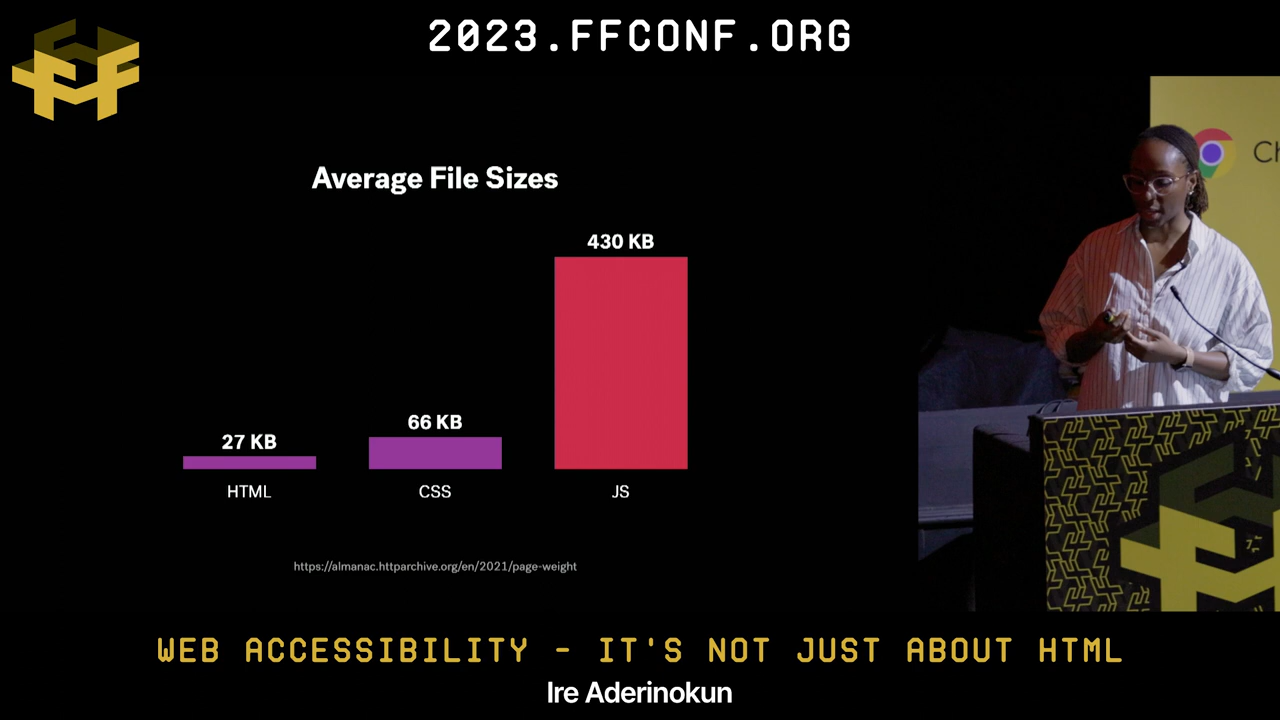 2023.FFCONF.ORG
Average File Sizes
430 KB
66 KB
27 KB
HTML
CSS
JS
https://almanac.httparchive.org/en/2021/page-weight
Ch
WEB ACCESSIBILITY - IT'S NOT JUST ABOUT HTML
Ire Aderinokun